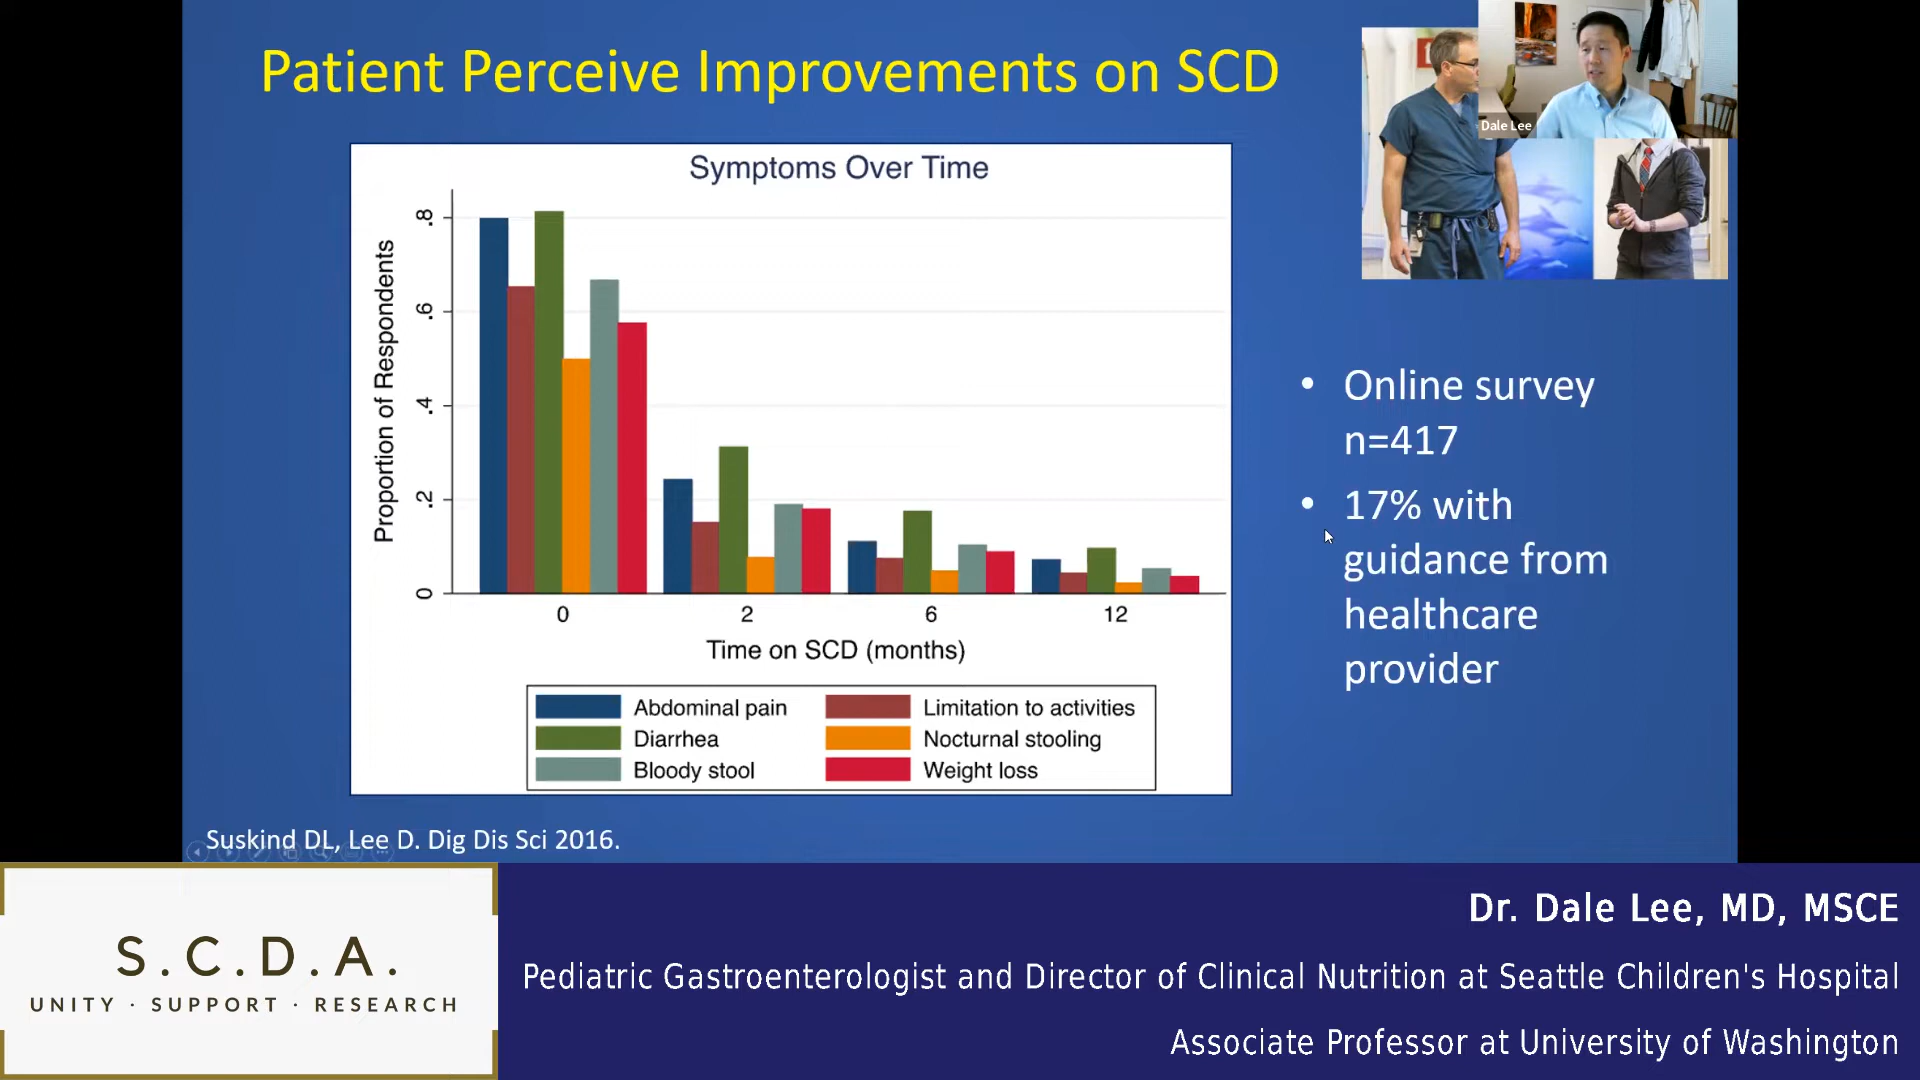 Patient Perceive Improvements on SCD
Dale Lee
Symptoms Over Time
Proportion of Respondents
.8
.6
.4
.2
0
0 2 6 12
Time on SCD (months)
Abdominal pain Limitation to activities
Diarrhea Nocturnal stooling
Bloody stool Weight loss
• Online survey
n=417
• 17% with
guidance from
healthcare
provider
Suskind DL, Lee D. Dig Dis Sci 2016.
S.C.D.A.
UNITY · SUPPORT · RESEARCH
Dr. Dale Lee, MD, MSCE
Pediatric Gastroenterologist and Director of Clinical Nutrition at Seattle Children's Hospital
Associate Professor at University of Washington